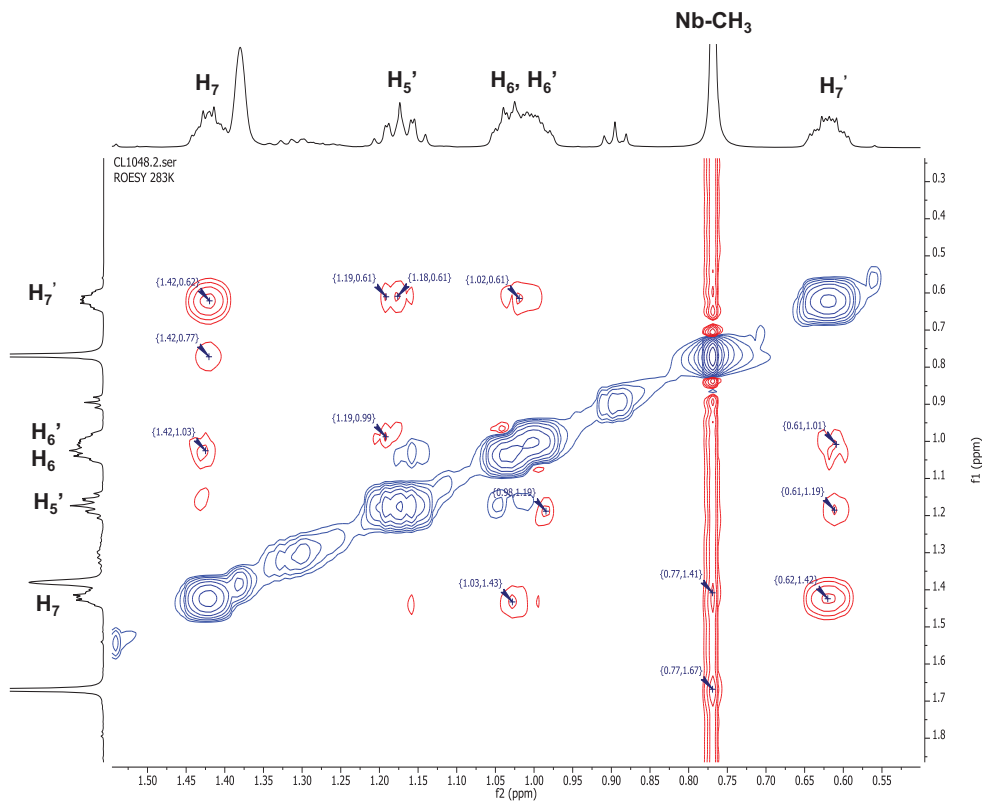 Nb-CH₃
H₇
H₅'
H₆, H₆'
H₇'
CL1048.2.ser
ROESY 283K
H₇'
H₆'
H₆
H₅'
H₇
{1.42,0.62}
{1.19,0.61}
{1.18,0.61}
{1.02,0.61}
{1.42,0.77}
{1.42,1.03}
{1.19,0.99}
{0.61,1.01}
{0.98,1.19}
{0.61,1.19}
{1.03,1.43}
{0.77,1.41}
{0.62,1.42}
{0.77,1.67}
0.3
0.4
0.5
0.6
0.7
0.8
0.9
1.0
1.1
1.2
1.3
1.4
1.5
1.6
1.7
1.8
f1 (ppm)
1.50 1.45 1.40 1.35 1.30 1.25 1.20 1.15 1.10 1.05 1.00 0.95 0.90 0.85 0.80 0.75 0.70 0.65 0.60 0.55
f2 (ppm)